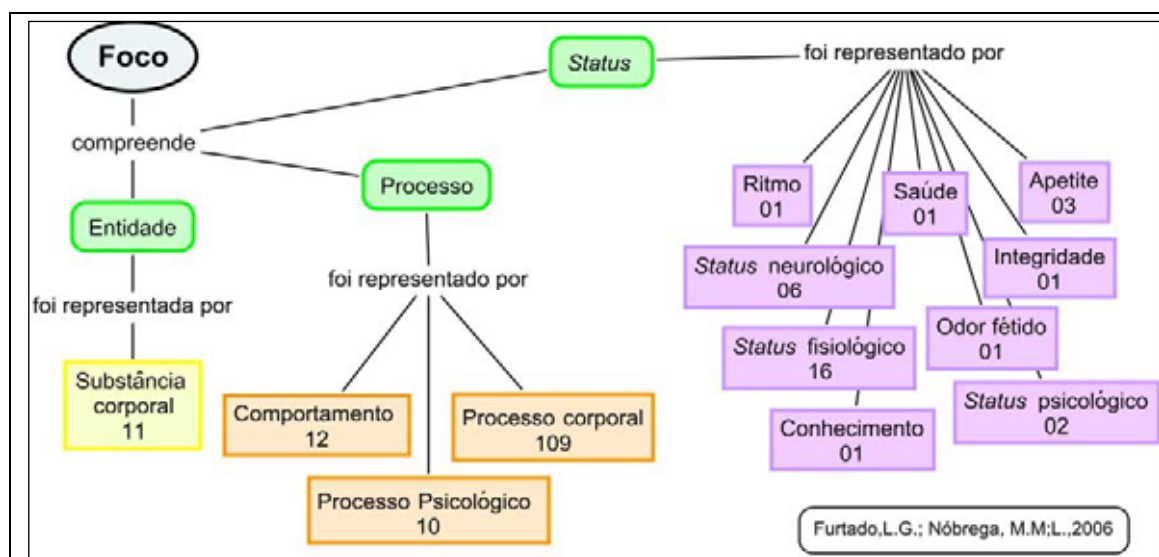 Foco
compreende
Entidade
foi representada por
Substância
corporal
11
Processo
foi representado por
Comportamento
12
Processo Psicológico
10
Processo corporal
109
Status
foi representado por
Ritmo
01
Saúde
01
Apetite
03
Status neurológico
06
Integridade
01
Status fisiológico
16
Odor fétido
01
Conhecimento
01
Status psicológico
02
Furtado,L.G.; Nóbrega, M.M;L.,2006